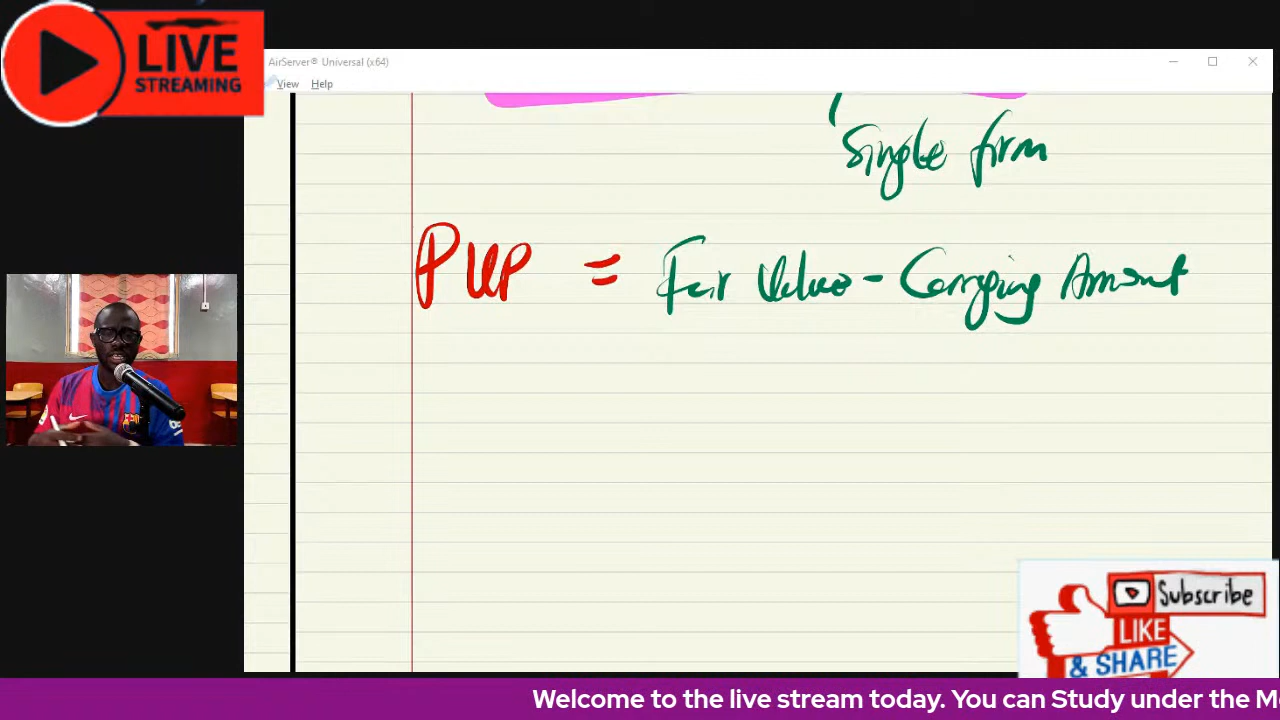 LIVE
STREAMING
AirServer® Universal (x64)
View Help
Single firm
PUP = Fair Value - Carrying Amount
Subscribe
LIKE
& SHARE
Welcome to the live stream today. You can Study under the M